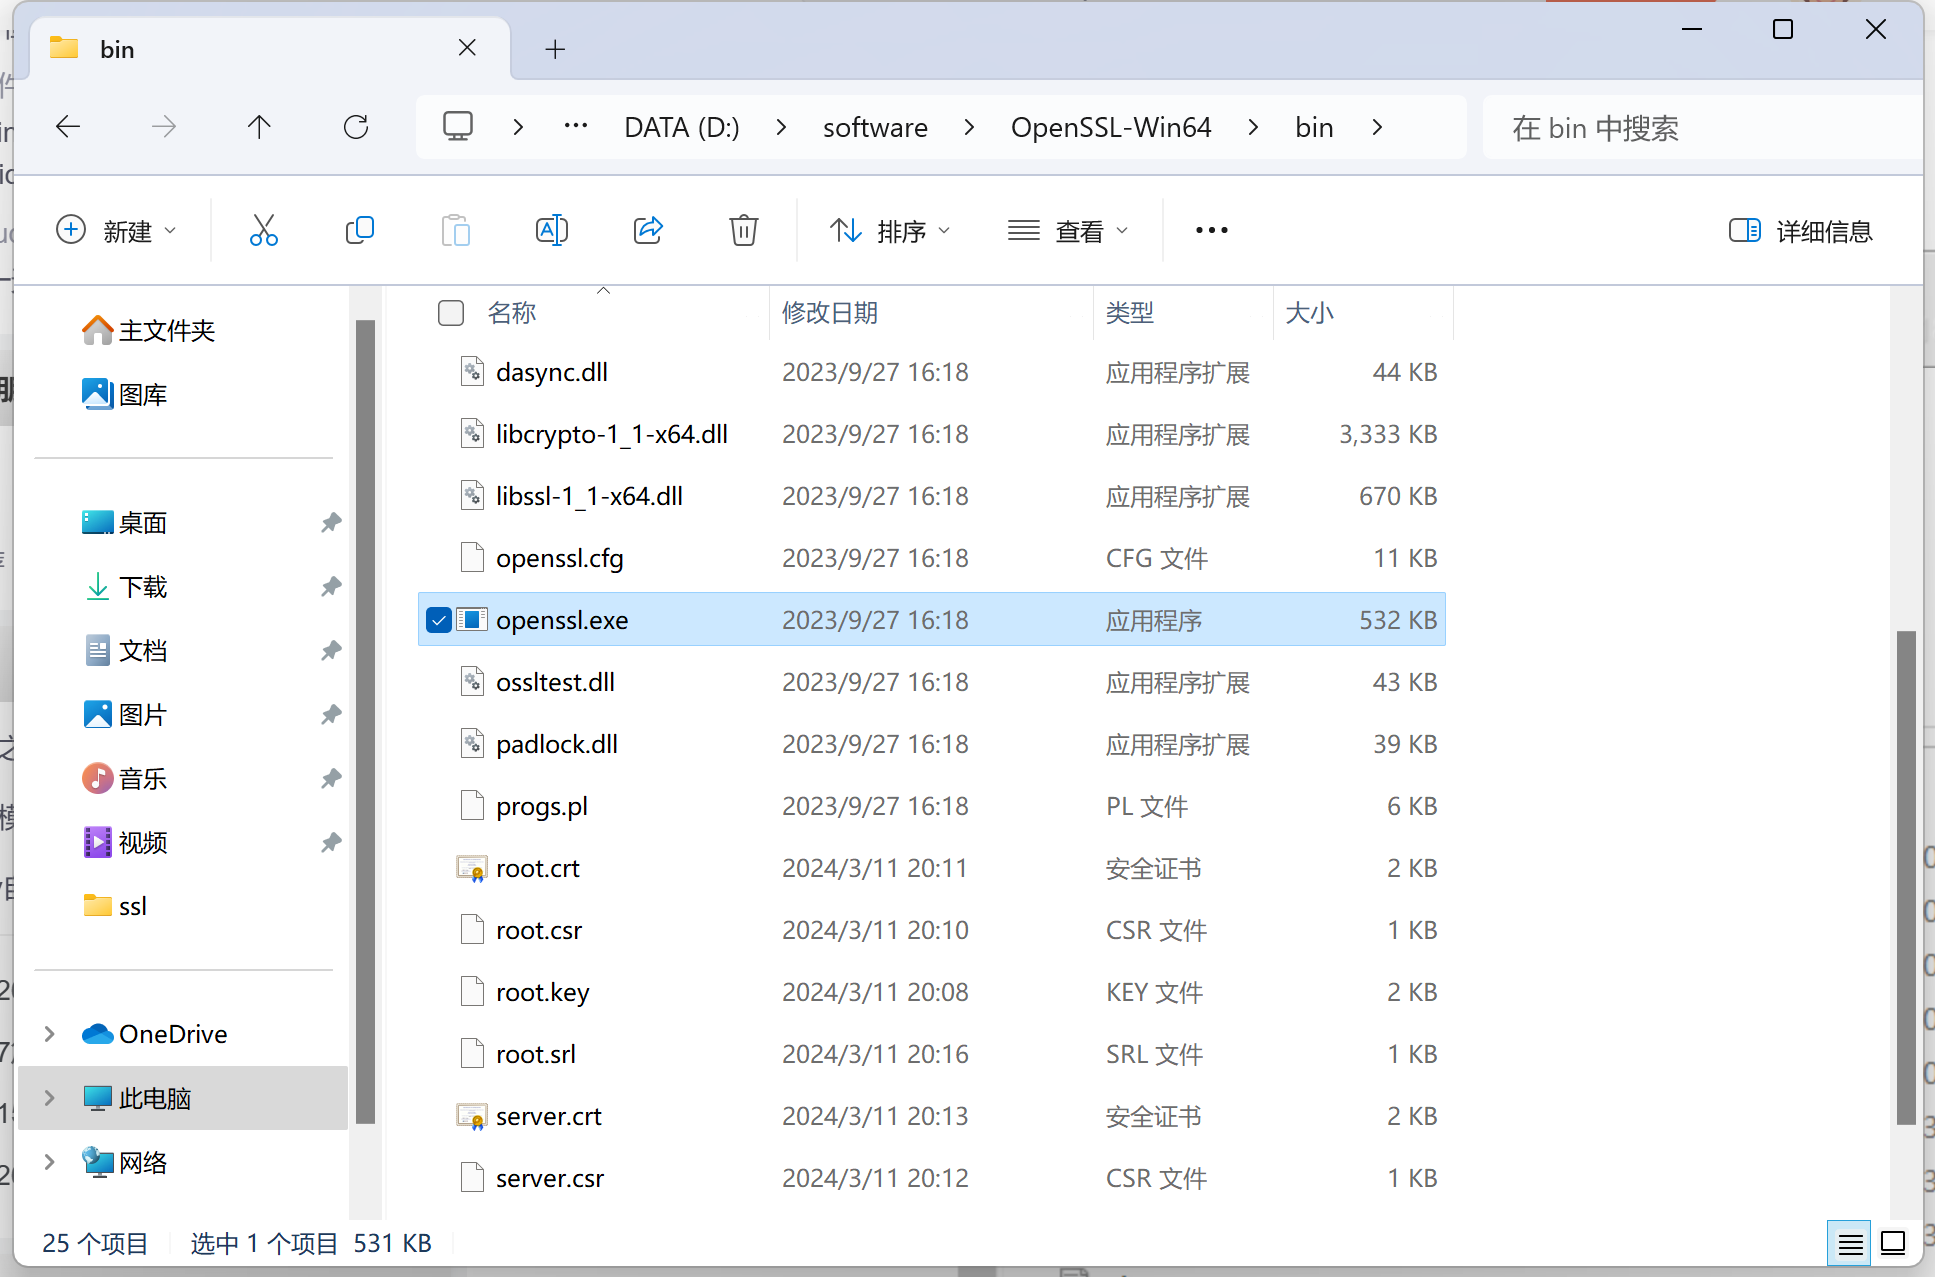 bin
DATA (D:) software OpenSSL-Win64 bin
在 bin 中搜索
新建 排序 查看 详细信息
主文件夹
图库
桌面
下载
文档
图片
音乐
视频
ssl
OneDrive
此电脑
网络
名称 修改日期 类型 大小
dasync.dll 2023/9/27 16:18 应用程序扩展 44 KB
libcrypto-1_1-x64.dll 2023/9/27 16:18 应用程序扩展 3,333 KB
libssl-1_1-x64.dll 2023/9/27 16:18 应用程序扩展 670 KB
openssl.cfg 2023/9/27 16:18 CFG 文件 11 KB
openssl.exe 2023/9/27 16:18 应用程序 532 KB
ossltest.dll 2023/9/27 16:18 应用程序扩展 43 KB
padlock.dll 2023/9/27 16:18 应用程序扩展 39 KB
progs.pl 2023/9/27 16:18 PL 文件 6 KB
root.crt 2024/3/11 20:11 安全证书 2 KB
root.csr 2024/3/11 20:10 CSR 文件 1 KB
root.key 2024/3/11 20:08 KEY 文件 2 KB
root.srl 2024/3/11 20:16 SRL 文件 1 KB
server.crt 2024/3/11 20:13 安全证书 2 KB
server.csr 2024/3/11 20:12 CSR 文件 1 KB
25 个项目 选中 1 个项目 531 KB